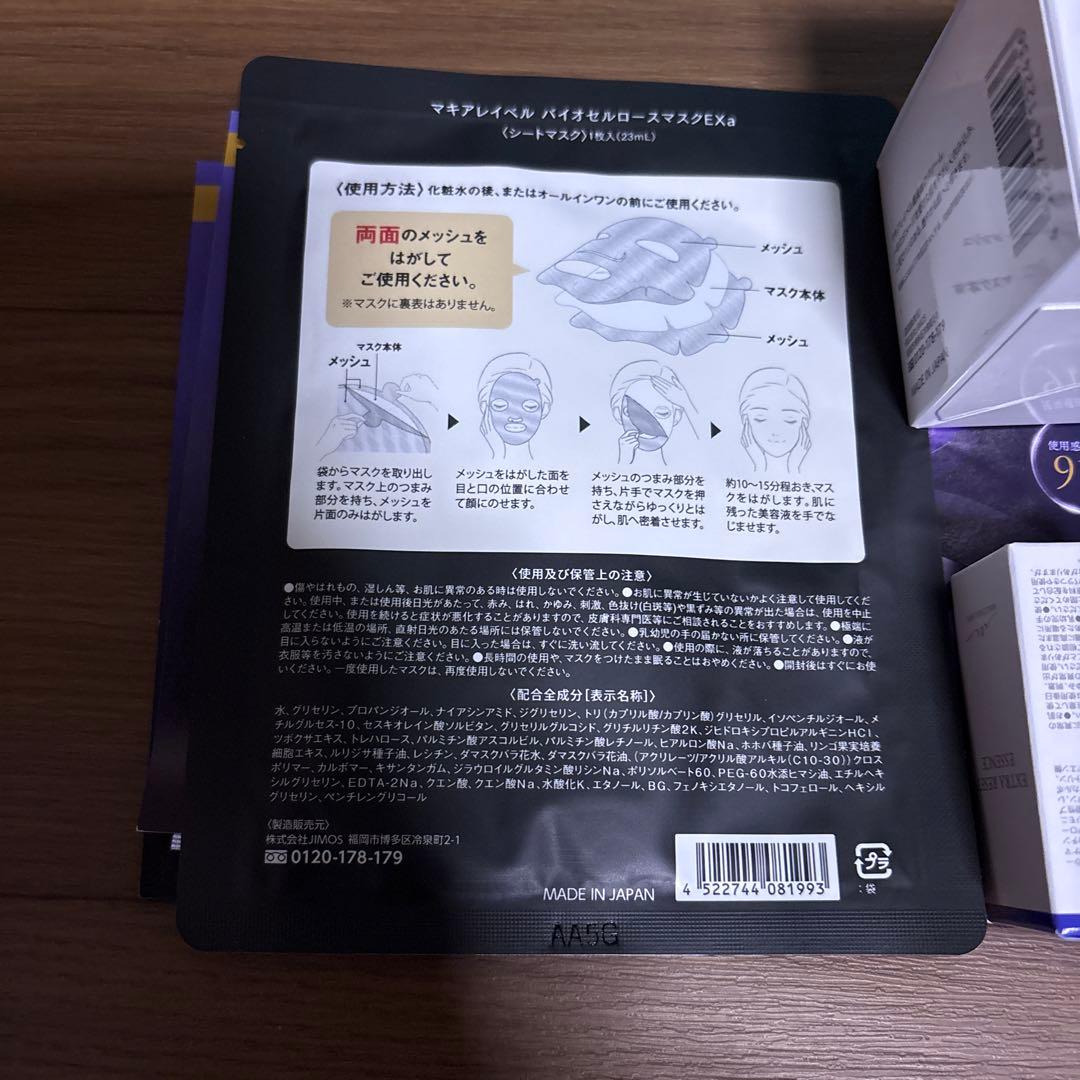 マキアレイベル バイオセルロースマスクEXa
〈シートマスク〉1枚入(23mL)
〈使用方法〉化粧水の後、またはオールインワンの前にご使用ください。
両面のメッシュを
はがして
ご使用ください。
※マスクに裏表はありません。
メッシュ
マスク本体
メッシュ
マスク本体
メッシュ
袋からマスクを取り出し
ます。マスク上のつまみ
部分を持ち、メッシュを
片面のみはがします。
メッシュをはがした面を
目と口の位置に合わせ
て顔にのせます。
メッシュのつまみ部分を
持ち、片手でマスクを押
さえながらゆっくりとは
がし、肌へ密着させます。
約10〜15分程おき、マス
クをはがします。肌に
残った美容液を手でな
じませます。
〈使用及び保管上の注意〉
●傷やはれもの、湿しん等、お肌に異常のある時は使用しないでください。●お肌に異常が生じていないかよく注意して使用してくだ
さい。使用中、または使用後日光があたって、赤み、はれ、かゆみ、刺激、色抜け(白斑等)や黒ずみ等の異常が出た場合は、使用を中止
してください。使用を続けると症状が悪化することがありますので、皮膚科専門医等にご相談されることをおすすめします。●極端に
高温または低温の場所、直射日光のあたる場所には保管しないでください。●乳幼児の手の届かない所に保管してください。●液が
目に入らないようにご注意ください。目に入った場合は、すぐに洗い流してください。●使用の際に、液が落ちることがありますので、
衣服等を汚さないようにご注意ください。●長時間の使用や、マスクをつけたまま眠ることはおやめください。●開封後はすぐにお使
いください。一度使用したマスクは、再度使用しないでください。
〈配合全成分[表示名称]〉
水、グリセリン、プロパンジオール、ナイアシンアミド、ジグリセリン、トリ(カプリル酸/カプリン酸)グリセリル、イソペンチルジオール、メ
チルグルセス-10、セスキオレイン酸ソルビタン、グリセリルグルコシド、グリチルリチン酸2K、ジヒドロキシプロピルアルギニンHCl、
ツボクサエキス、トレハロース、パルミチン酸アスコルビル、パルミチン酸レチノール、ヒアルロン酸Na、ホホバ種子油、リンゴ果実培養
細胞エキス、ルリジサ種子油、レシチン、ダマスクバラ花水、ダマスクバラ花油、(アクリレーツ/アクリル酸アルキル(C10-30))クロス
ポリマー、カルボマー、キサンタンガム、ジラウロイルグルタミン酸リシンNa、ポリソルベート60、PEG-60水添ヒマシ油、エチルヘキ
シルグリセリン、EDTA-2Na、クエン酸、クエン酸Na、水酸化K、エタノール、BG、フェノキシエタノール、トコフェロール、ヘキシル
グリセリン、ペンチレングリコール
〈製造販売元〉
株式会社JIMOS 福岡市博多区冷泉町2-1
0120-178-179
MADE IN JAPAN
4 522744 081993
プラ
:袋
AA5G
メッシュ
マスク本体
0120-178-179
MADE IN JAPAN
使用感
9
EXTRA RESE
ESSENCE